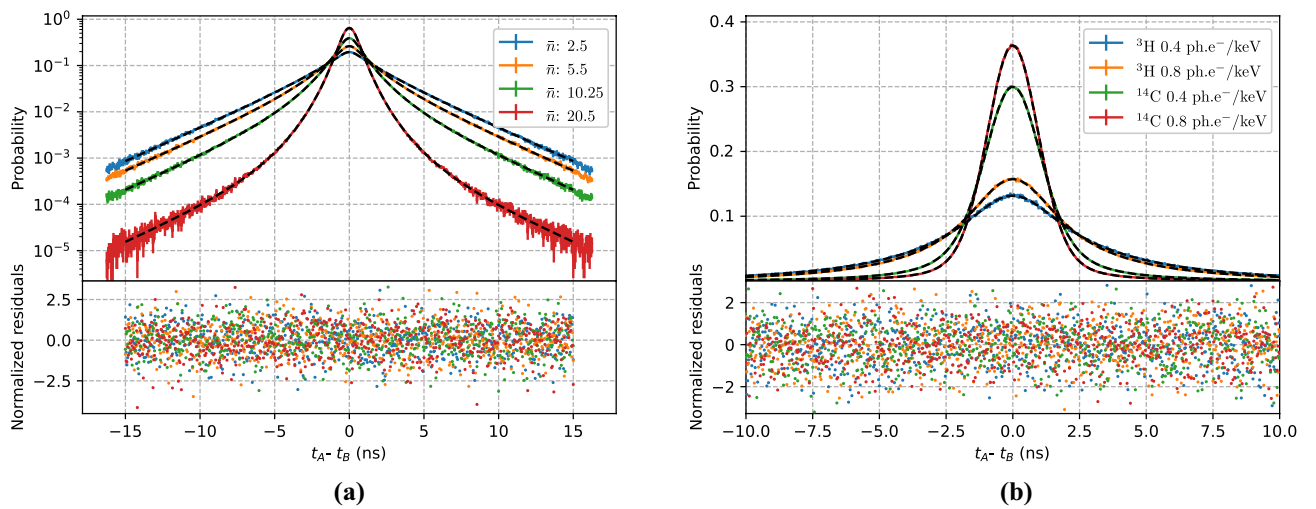 10⁰
10⁻¹
10⁻²
10⁻³
10⁻⁴
10⁻⁵
Probability
n̄: 2.5
n̄: 5.5
n̄: 10.25
n̄: 20.5
2.5
0.0
−2.5
Normalized residuals
−15 −10 −5 0 5 10 15
t_A- t_B (ns)
(a)
0.4
0.3
0.2
0.1
Probability
³H 0.4 ph.e⁻/keV
³H 0.8 ph.e⁻/keV
¹⁴C 0.4 ph.e⁻/keV
¹⁴C 0.8 ph.e⁻/keV
2
0
−2
Normalized residuals
−10.0 −7.5 −5.0 −2.5 0.0 2.5 5.0 7.5 10.0
t_A- t_B (ns)
(b)